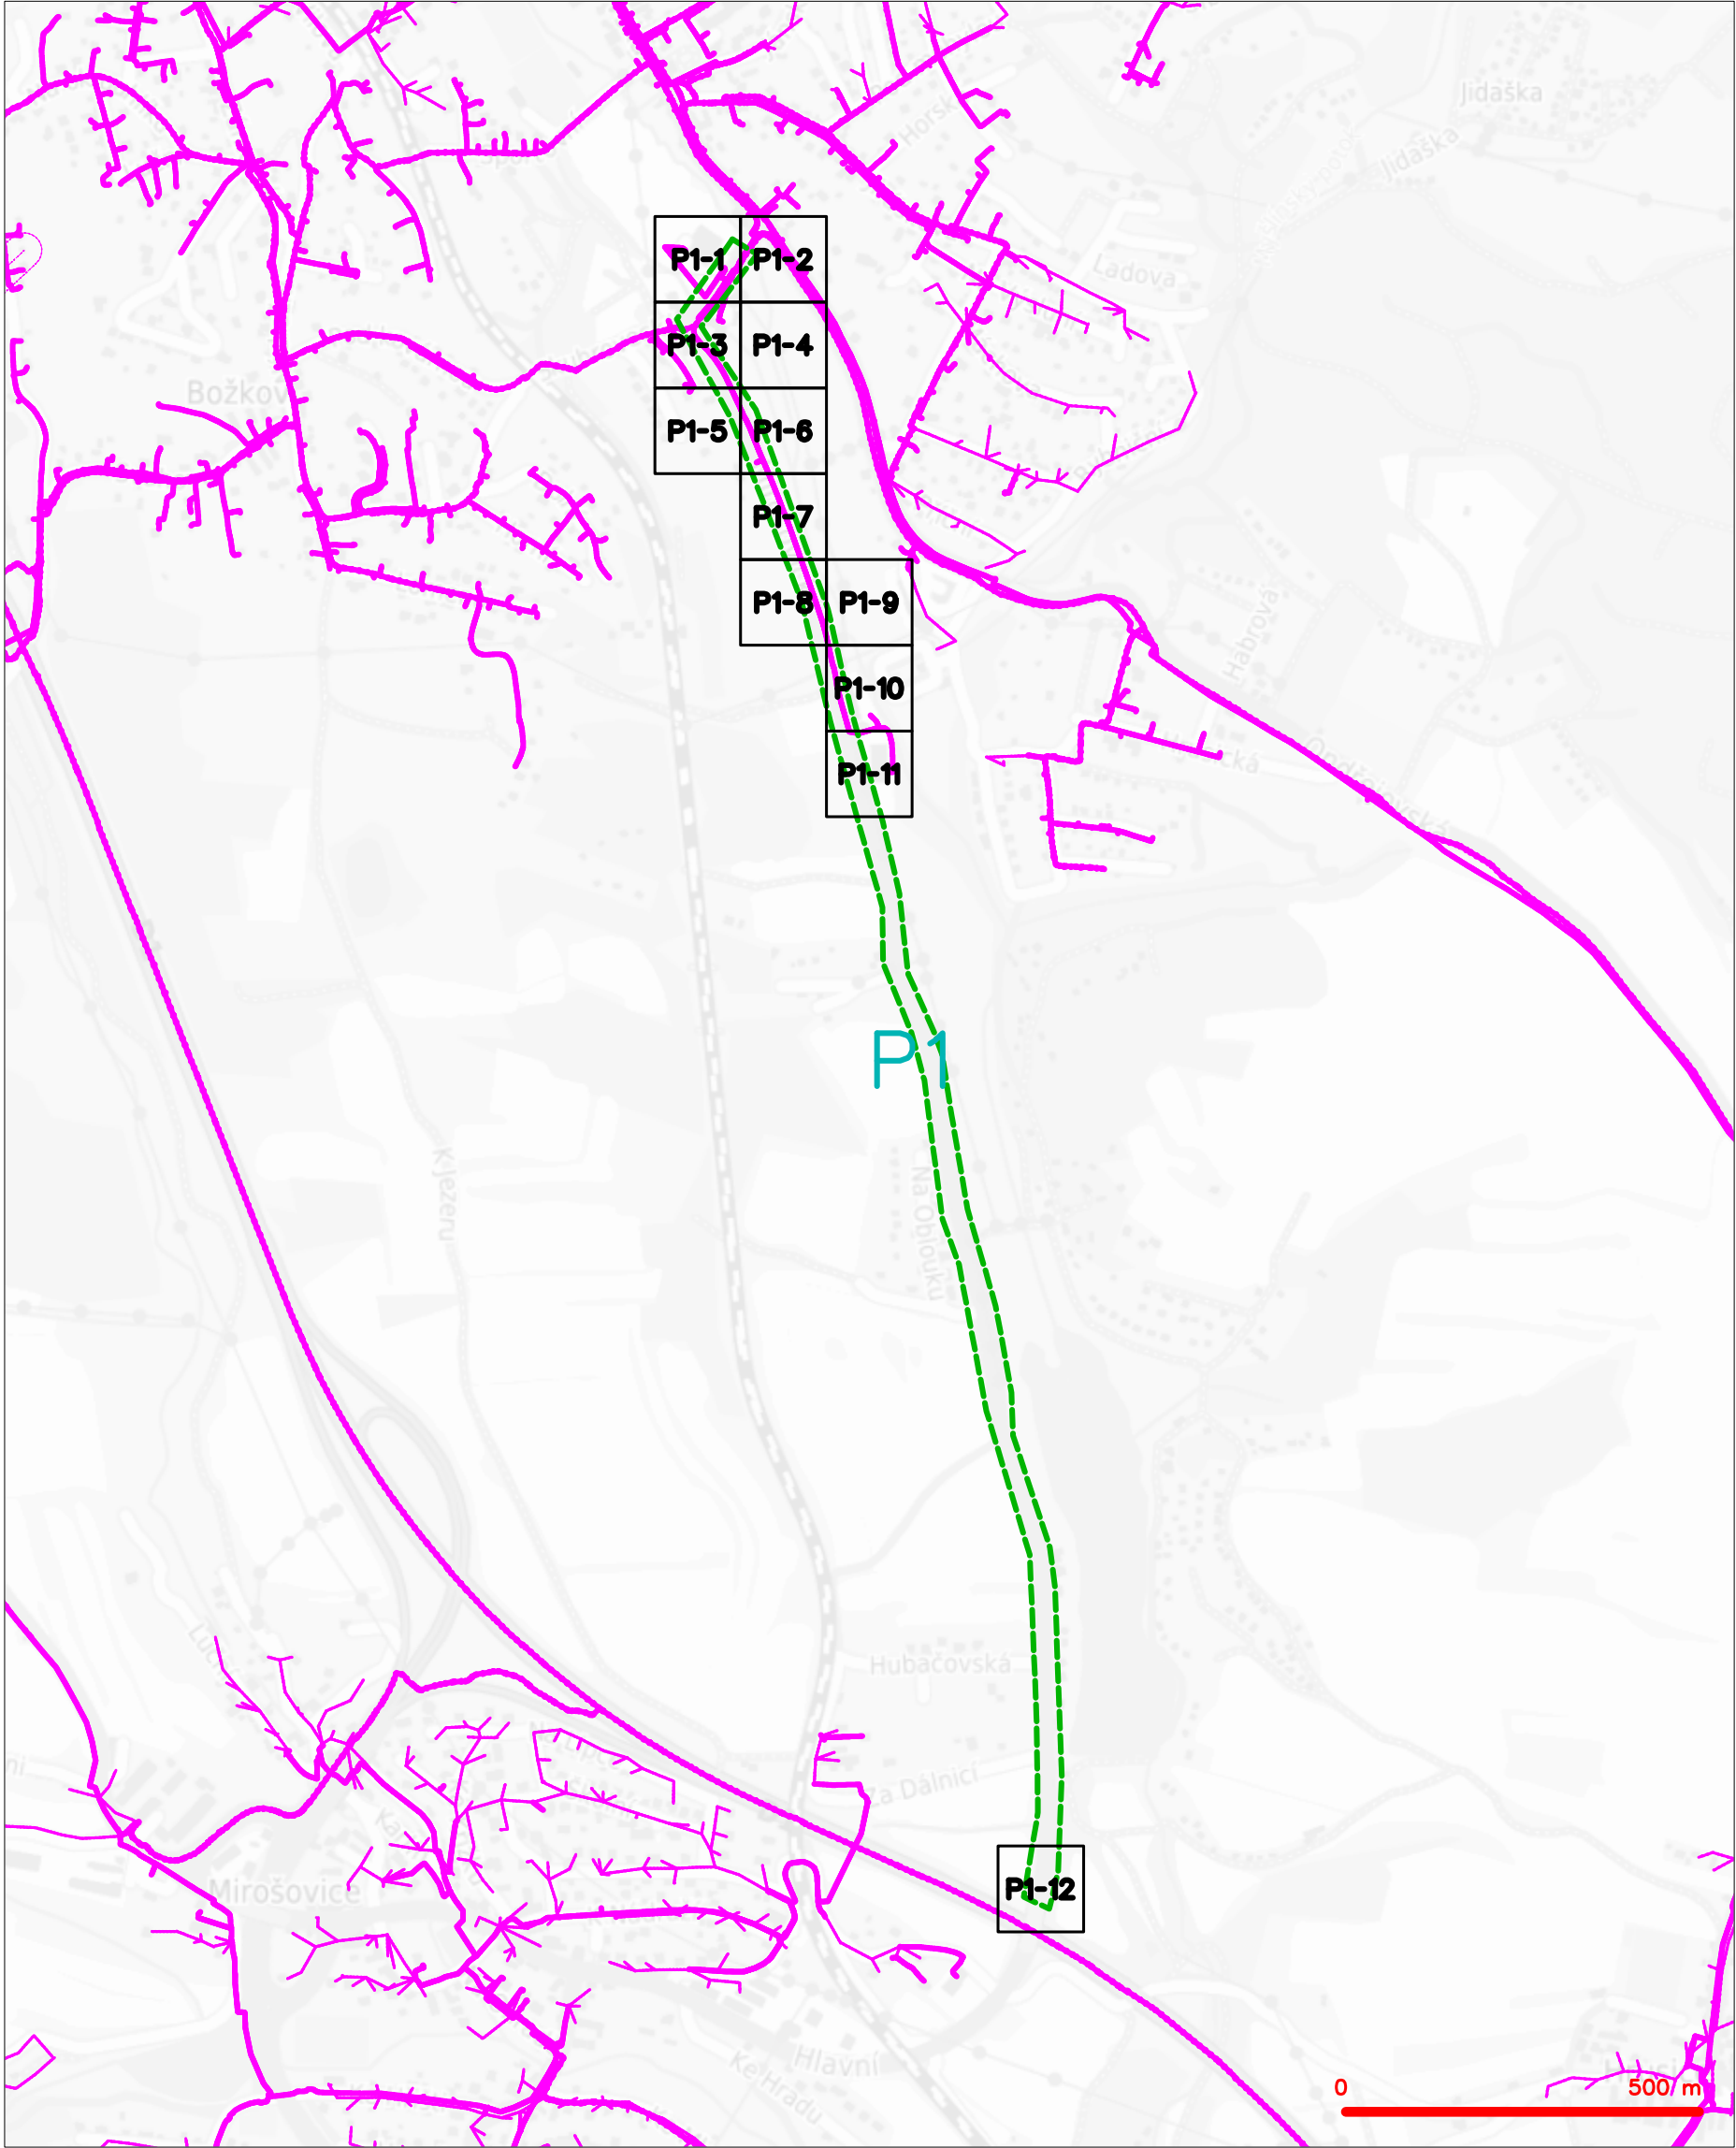 Jidaška
Jidaška
Ladova
P1-1
P1-2
P1-3
P1-4
Božkov
P1-5
P1-6
P1-7
P1-8
P1-9
Habrová
P1-10
P1-11
Ondřejovská
P1
K Jezeru
Na Oblouku
Hubačovská
Za Dálnicí
P1-12
Mirošovice
Hlavní
Ke Hradu
0
500 m